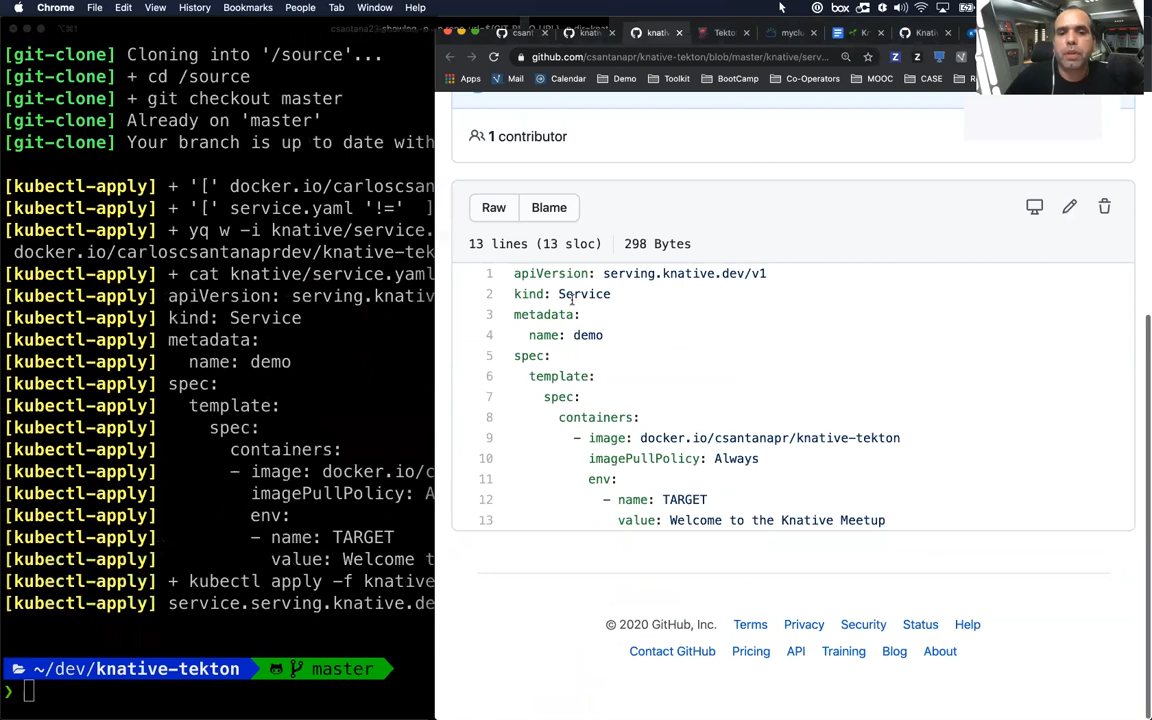 Chrome File Edit View History Bookmarks People Tab Window Help
box
[git-clone] Cloning into '/source'...
[git-clone] + cd /source
[git-clone] + git checkout master
[git-clone] Already on 'master'
[git-clone] Your branch is up to date with
[kubectl-apply] + '[' docker.io/carloscsan
[kubectl-apply] + '[' service.yaml '!=' ]
[kubectl-apply] + yq w -i knative/service.
docker.io/carloscsantanaprdev/knative-tek
[kubectl-apply] + cat knative/service.yaml
[kubectl-apply] apiVersion: serving.knativ
[kubectl-apply] kind: Service
[kubectl-apply] metadata:
[kubectl-apply] name: demo
[kubectl-apply] spec:
[kubectl-apply] template:
[kubectl-apply] spec:
[kubectl-apply] containers:
[kubectl-apply] - image: docker.io/c
[kubectl-apply] imagePullPolicy: A
[kubectl-apply] env:
[kubectl-apply] - name: TARGET
[kubectl-apply] value: Welcome t
[kubectl-apply] + kubectl apply -f knative
[kubectl-apply] service.serving.knative.de
~/dev/knative-tekton master
❯
csant knativ knativ Tekto myclu Kn Knativ
github.com/csantanapr/knative-tekton/blob/master/knative/serv...
Apps Mail Calendar Demo Toolkit BootCamp Co-Operators MOOC CASE
1 contributor
Raw Blame
13 lines (13 sloc) 298 Bytes
1 apiVersion: serving.knative.dev/v1
2 kind: Service
3 metadata:
4 name: demo
5 spec:
6 template:
7 spec:
8 containers:
9 - image: docker.io/csantanapr/knative-tekton
10 imagePullPolicy: Always
11 env:
12 - name: TARGET
13 value: Welcome to the Knative Meetup
© 2020 GitHub, Inc. Terms Privacy Security Status Help
Contact GitHub Pricing API Training Blog About